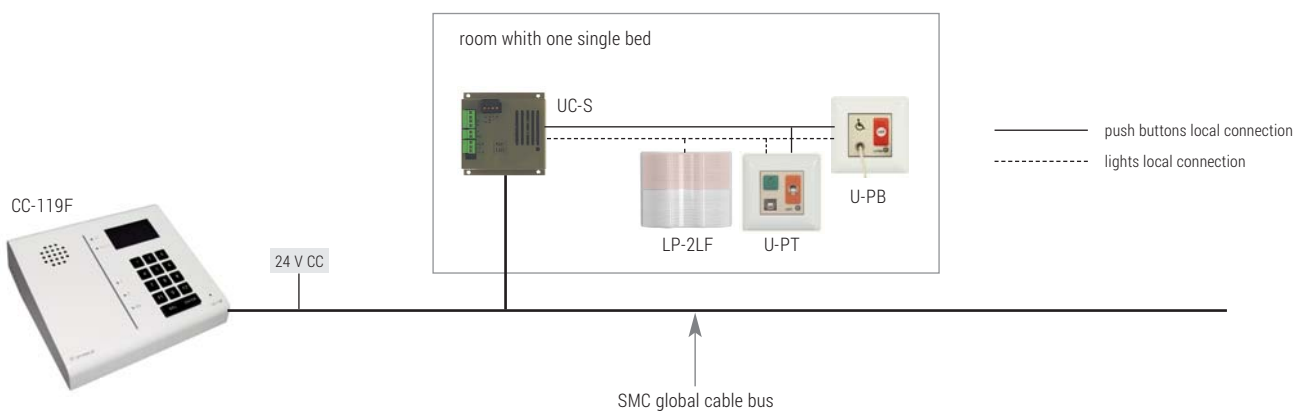 room whith one single bed
UC-S
push buttons local connection
lights local connection
U-PB
CC-119F
LP-2LF
U-PT
24 V CC
SMC global cable bus